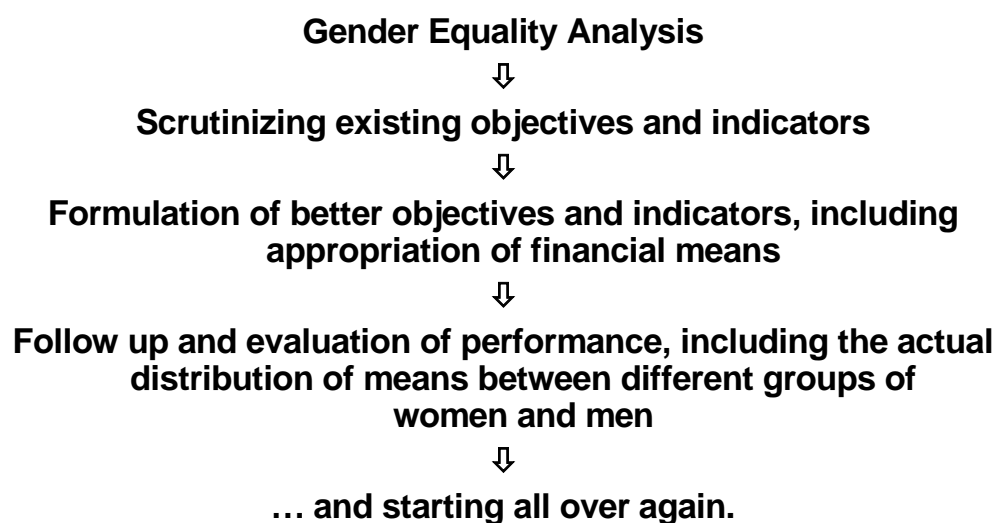 Gender Equality Analysis
⇩
Scrutinizing existing objectives and indicators
⇩
Formulation of better objectives and indicators, including
appropriation of financial means
⇩
Follow up and evaluation of performance, including the actual
distribution of means between different groups of
women and men
⇩
… and starting all over again.